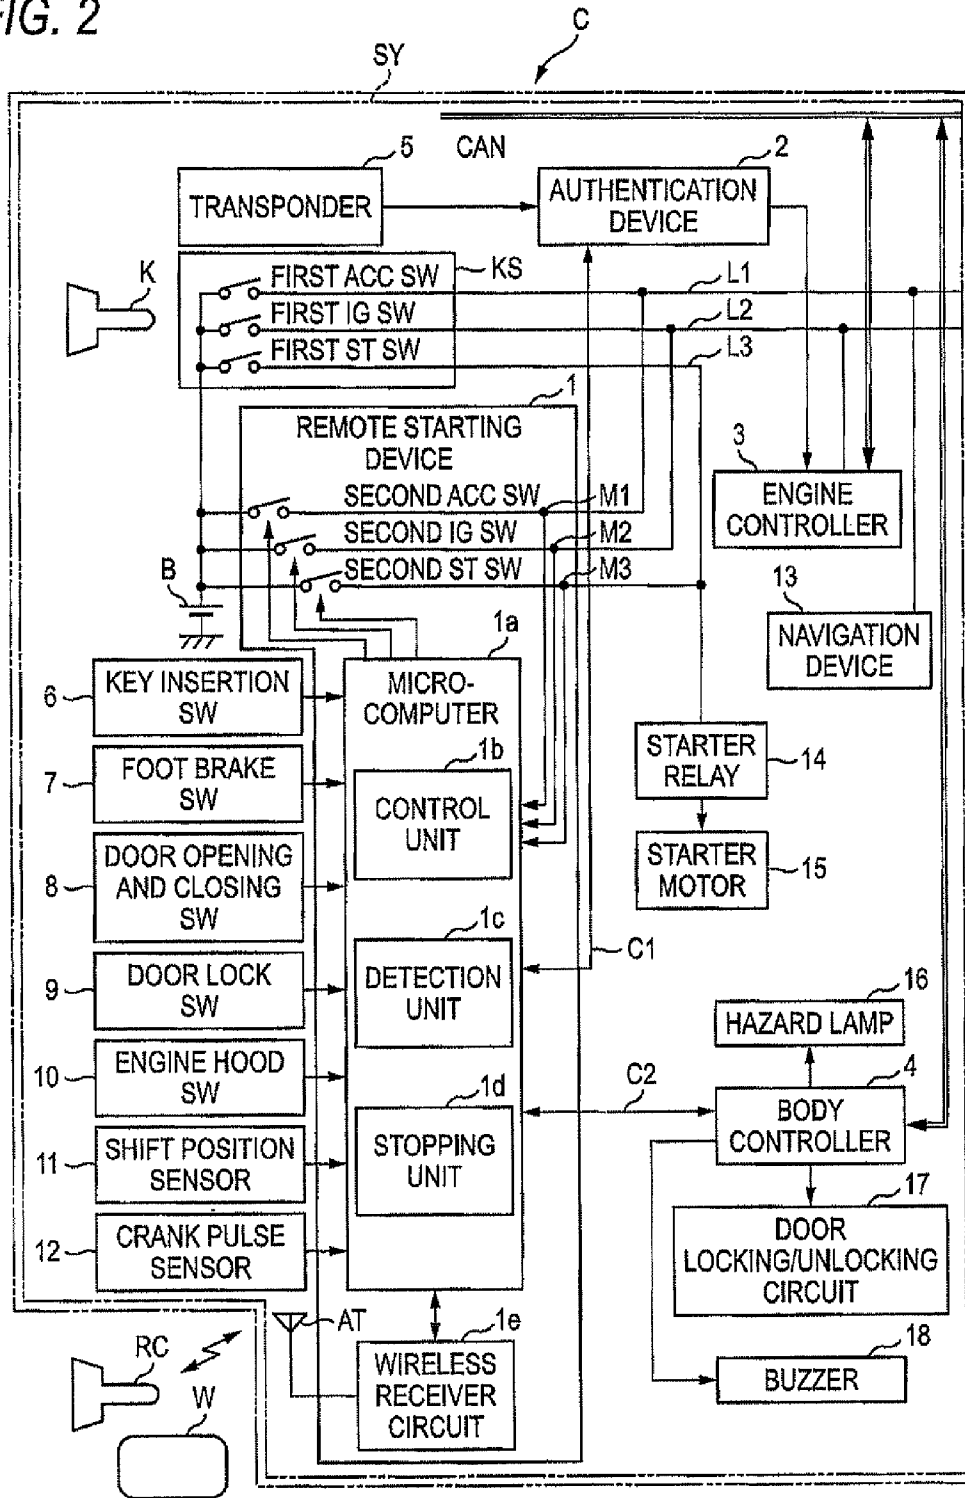 FIG. 2
C
SY
CAN
5
TRANSPONDER
2
AUTHENTICATION
DEVICE
K
KS
FIRST ACC SW
FIRST IG SW
FIRST ST SW
L1
L2
L3
1
REMOTE STARTING
DEVICE
SECOND ACC SW
SECOND IG SW
SECOND ST SW
M1
M2
M3
3
ENGINE
CONTROLLER
B
13
NAVIGATION
DEVICE
1a
MICRO-
COMPUTER
6
KEY INSERTION
SW
7
FOOT BRAKE
SW
8
DOOR OPENING
AND CLOSING
SW
9
DOOR LOCK
SW
10
ENGINE HOOD
SW
11
SHIFT POSITION
SENSOR
12
CRANK PULSE
SENSOR
1b
CONTROL
UNIT
1c
DETECTION
UNIT
1d
STOPPING
UNIT
STARTER
RELAY
14
STARTER
MOTOR
15
C1
16
HAZARD LAMP
C2
4
BODY
CONTROLLER
17
DOOR
LOCKING/UNLOCKING
CIRCUIT
18
BUZZER
AT
1e
WIRELESS
RECEIVER
CIRCUIT
RC
W